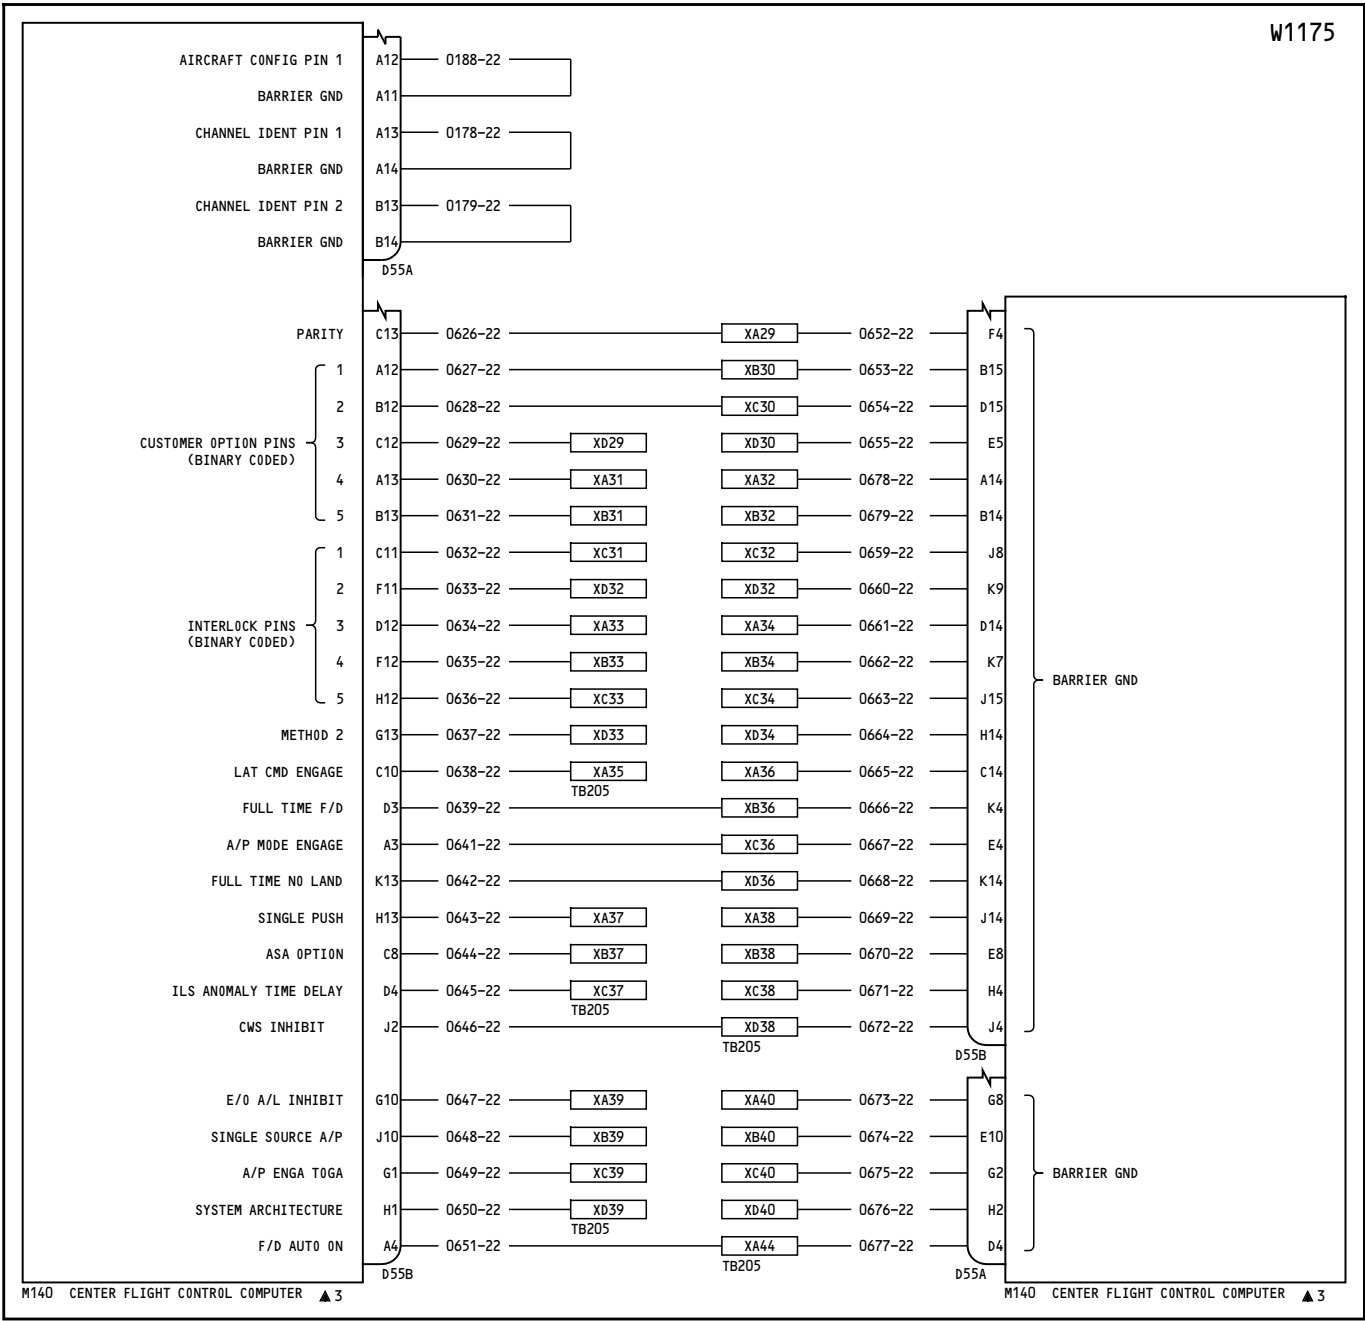 W1175
AIRCRAFT CONFIG PIN 1 A12 0188-22
BARRIER GND A11
CHANNEL IDENT PIN 1 A13 0178-22
BARRIER GND A14
CHANNEL IDENT PIN 2 B13 0179-22
BARRIER GND B14
D55A
PARITY C13 0626-22 XA29 0652-22 F4
1 A12 0627-22 XB30 0653-22 B15
2 B12 0628-22 XC30 0654-22 D15
CUSTOMER OPTION PINS 3 C12 0629-22 XD29 XD30 0655-22 E5
(BINARY CODED)
4 A13 0630-22 XA31 XA32 0678-22 A14
5 B13 0631-22 XB31 XB32 0679-22 B14
1 C11 0632-22 XC31 XC32 0659-22 J8
2 F11 0633-22 XD32 XD32 0660-22 K9
INTERLOCK PINS 3 D12 0634-22 XA33 XA34 0661-22 D14
(BINARY CODED)
4 F12 0635-22 XB33 XB34 0662-22 K7
BARRIER GND
5 H12 0636-22 XC33 XC34 0663-22 J15
METHOD 2 G13 0637-22 XD33 XD34 0664-22 H14
LAT CMD ENGAGE C10 0638-22 XA35 XA36 0665-22 C14
TB205
FULL TIME F/D D3 0639-22 XB36 0666-22 K4
A/P MODE ENGAGE A3 0641-22 XC36 0667-22 E4
FULL TIME NO LAND K13 0642-22 XD36 0668-22 K14
SINGLE PUSH H13 0643-22 XA37 XA38 0669-22 J14
ASA OPTION C8 0644-22 XB37 XB38 0670-22 E8
ILS ANOMALY TIME DELAY D4 0645-22 XC37 XC38 0671-22 H4
TB205
CWS INHIBIT J2 0646-22 XD38 0672-22 J4
TB205
D55B
E/O A/L INHIBIT G10 0647-22 XA39 XA40 0673-22 G8
SINGLE SOURCE A/P J10 0648-22 XB39 XB40 0674-22 E10
A/P ENGA TOGA G1 0649-22 XC39 XC40 0675-22 G2 BARRIER GND
SYSTEM ARCHITECTURE H1 0650-22 XD39 XD40 0676-22 H2
TB205
F/D AUTO ON A4 0651-22 XA44 0677-22 D4
TB205
D55B D55A
M140 CENTER FLIGHT CONTROL COMPUTER ▲3 M140 CENTER FLIGHT CONTROL COMPUTER ▲3